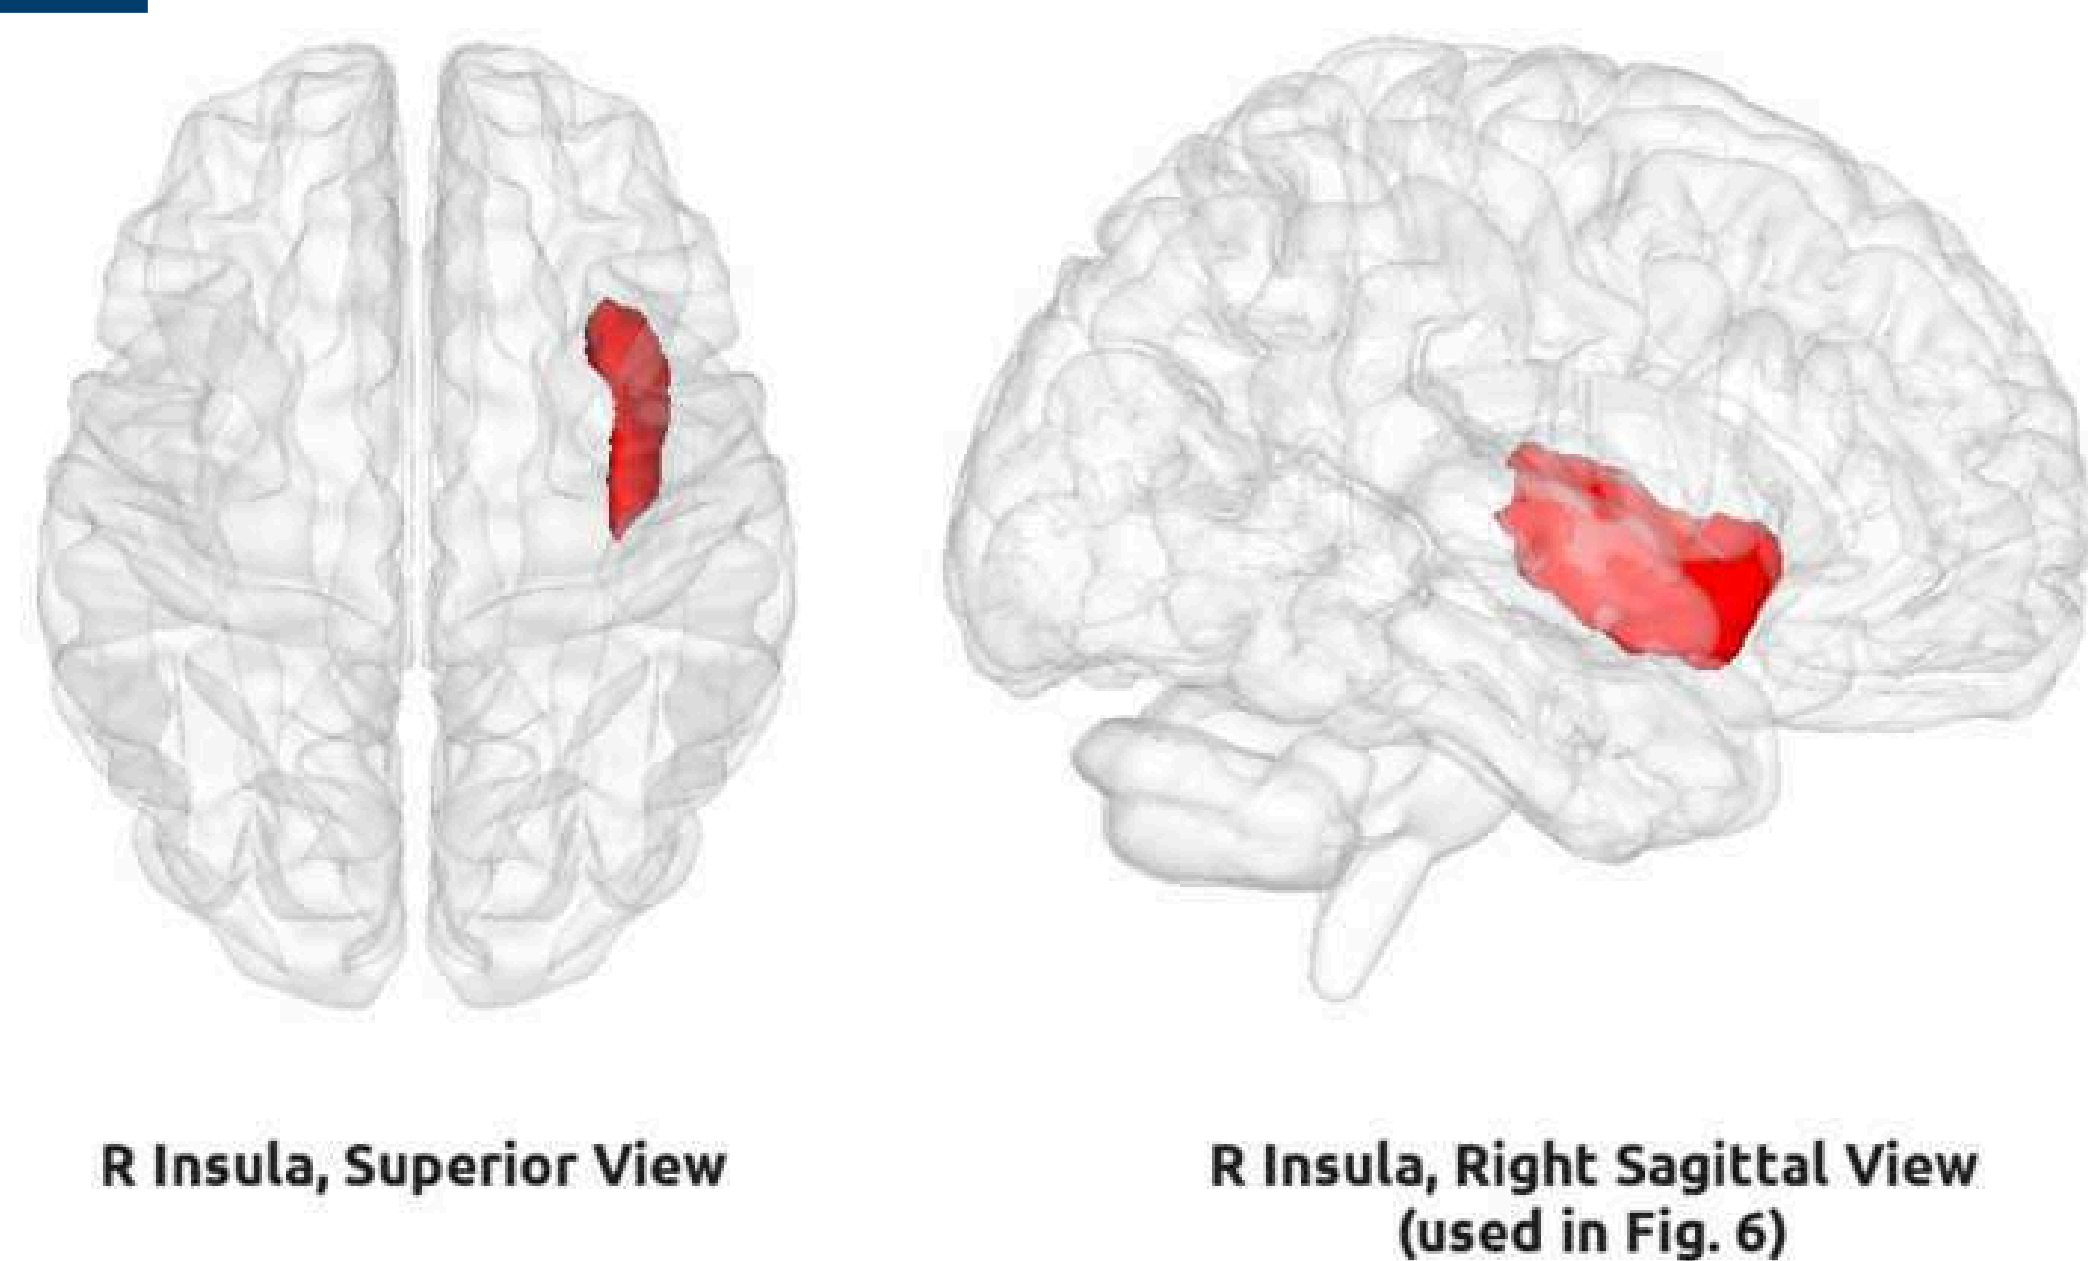 R Insula, Superior View
R Insula, Right Sagittal View
(used in Fig. 6)